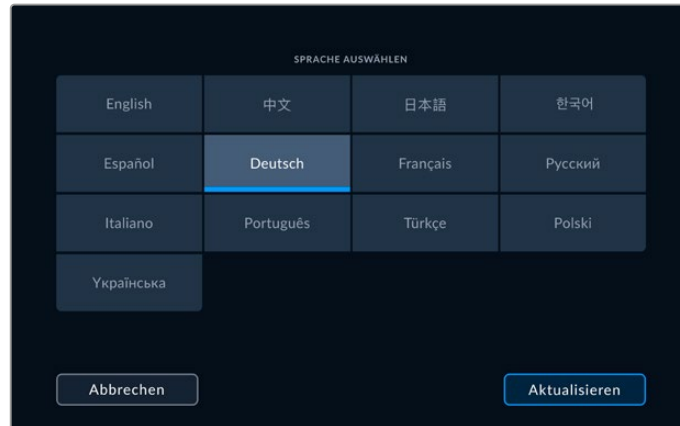 SPRACHE AUSWÄHLEN
English 中文 日本語 한국어
Español Deutsch Français Русский
Italiano Português Türkçe Polski
Українська
Abbrechen Aktualisieren